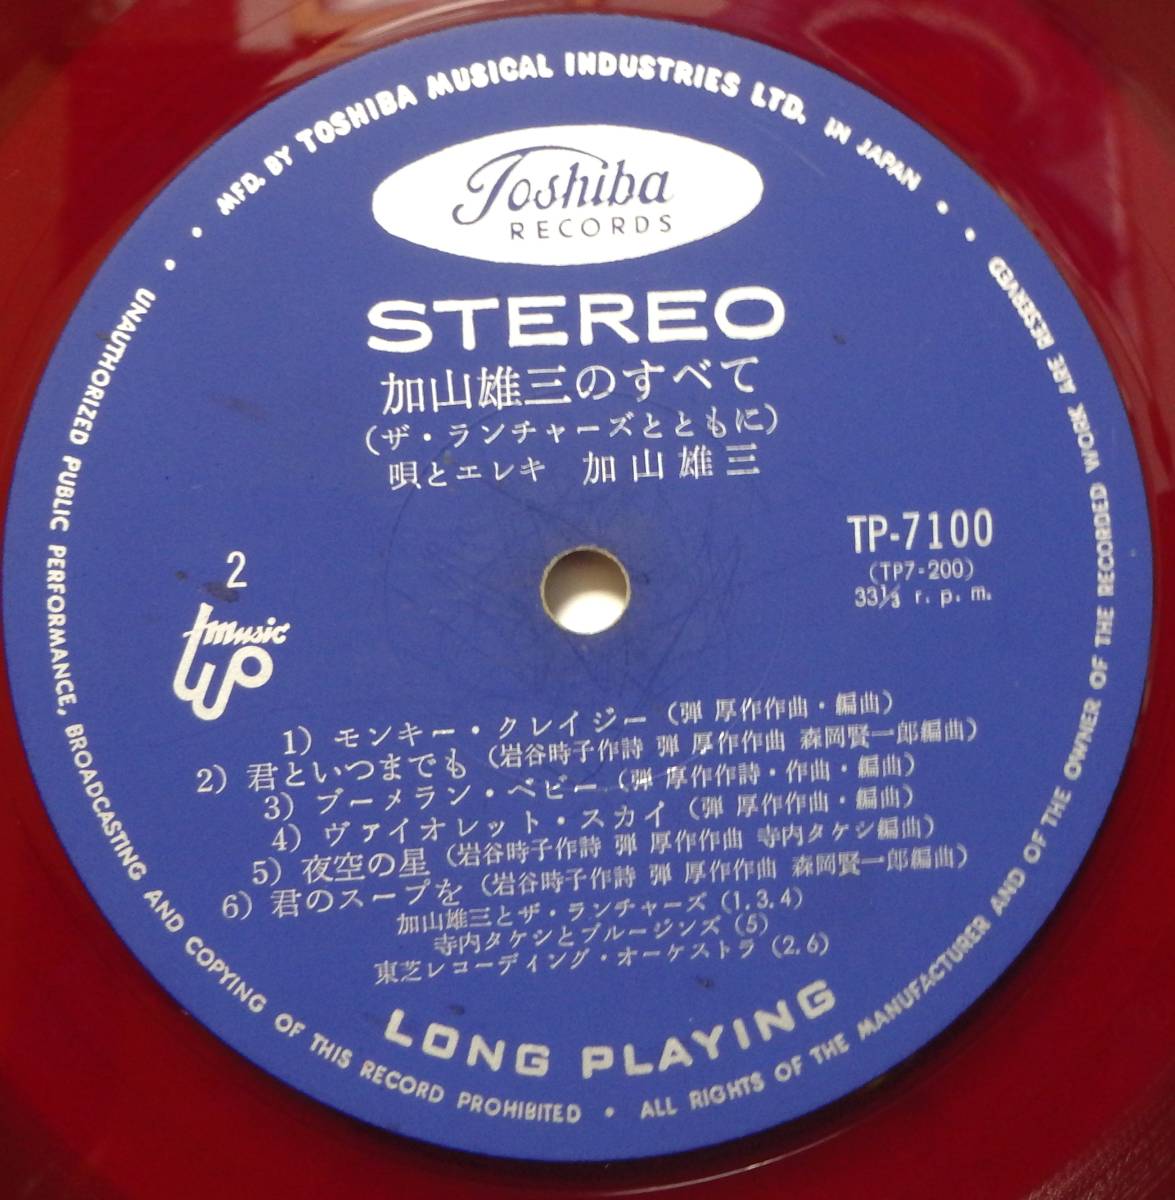 MFD. BY TOSHIBA MUSICAL INDUSTRIES LTD. IN JAPAN
Toshiba
RECORDS
STEREO
加山雄三のすべて
(ザ・ランチャーズとともに)
唄とエレキ 加山雄三
TP-7100
(TP7-200)
33⅓ r. p. m.
2
music
1) モンキー・クレイジー (弾 厚作作曲・編曲)
2) 君といつまでも (岩谷時子作詩 弾 厚作作曲 森岡賢一郎編曲)
3) ブーメラン・ベビー (弾 厚作作詩・作曲・編曲)
4) ヴァイオレット・スカイ (弾 厚作作曲・編曲)
5) 夜空の星 (岩谷時子作詩 弾 厚作作曲 寺内タケシ編曲)
6) 君のスープを (岩谷時子作詩 弾 厚作作曲 森岡賢一郎編曲)
加山雄三とザ・ランチャーズ (1.3.4)
寺内タケシとブルージンズ (5)
東芝レコーディング・オーケストラ (2.6)
LONG PLAYING
UNAUTHORIZED PUBLIC PERFORMANCE, BROADCASTING AND COPYING OF THIS RECORD PROHIBITED • ALL RIGHTS OF THE MANUFACTURER AND OF THE OWNER OF THE RECORDED WORK ARE RESERVED